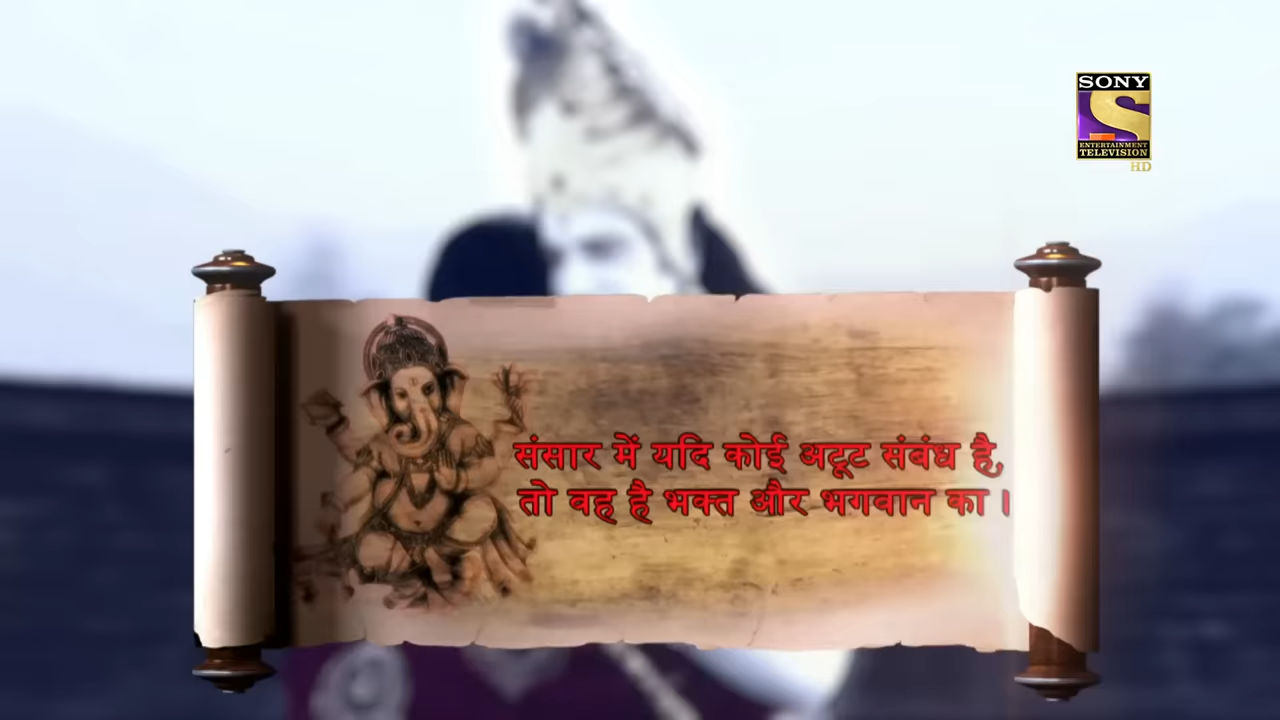 SONY
ENTERTAINMENT
TELEVISION
HD
संसार में यदि कोई अटूट संबंध है,
तो वह है भक्त और भगवान का।